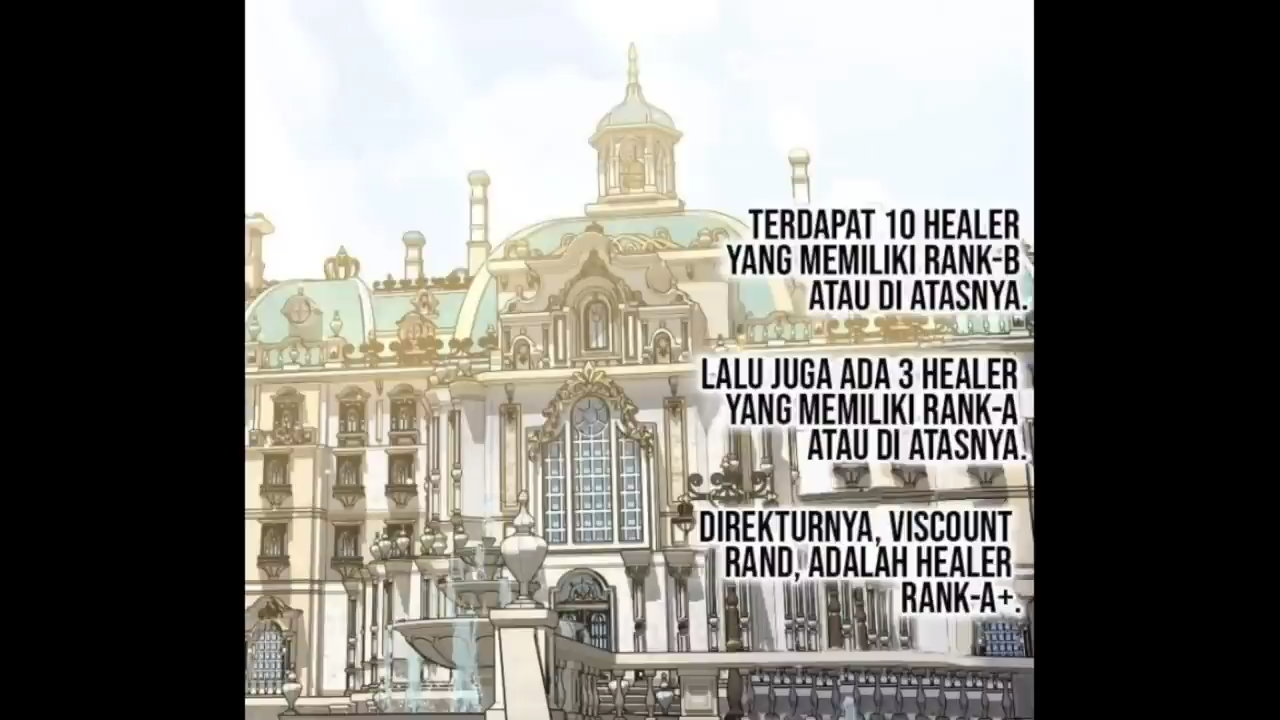 TERDAPAT 10 HEALER
YANG MEMILIKI RANK-B
ATAU DI ATASNYA.
LALU JUGA ADA 3 HEALER
YANG MEMILIKI RANK-A
ATAU DI ATASNYA.
DIREKTURNYA, VISCOUNT
RAND, ADALAH HEALER
RANK-A+.